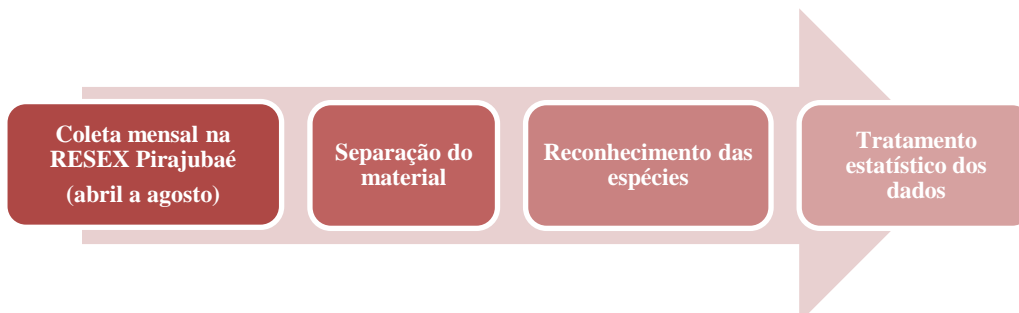 Coleta mensal na
RESEX Pirajubaé
(abril a agosto)
Separação do
material
Reconhecimento das
espécies
Tratamento
estatístico dos
dados